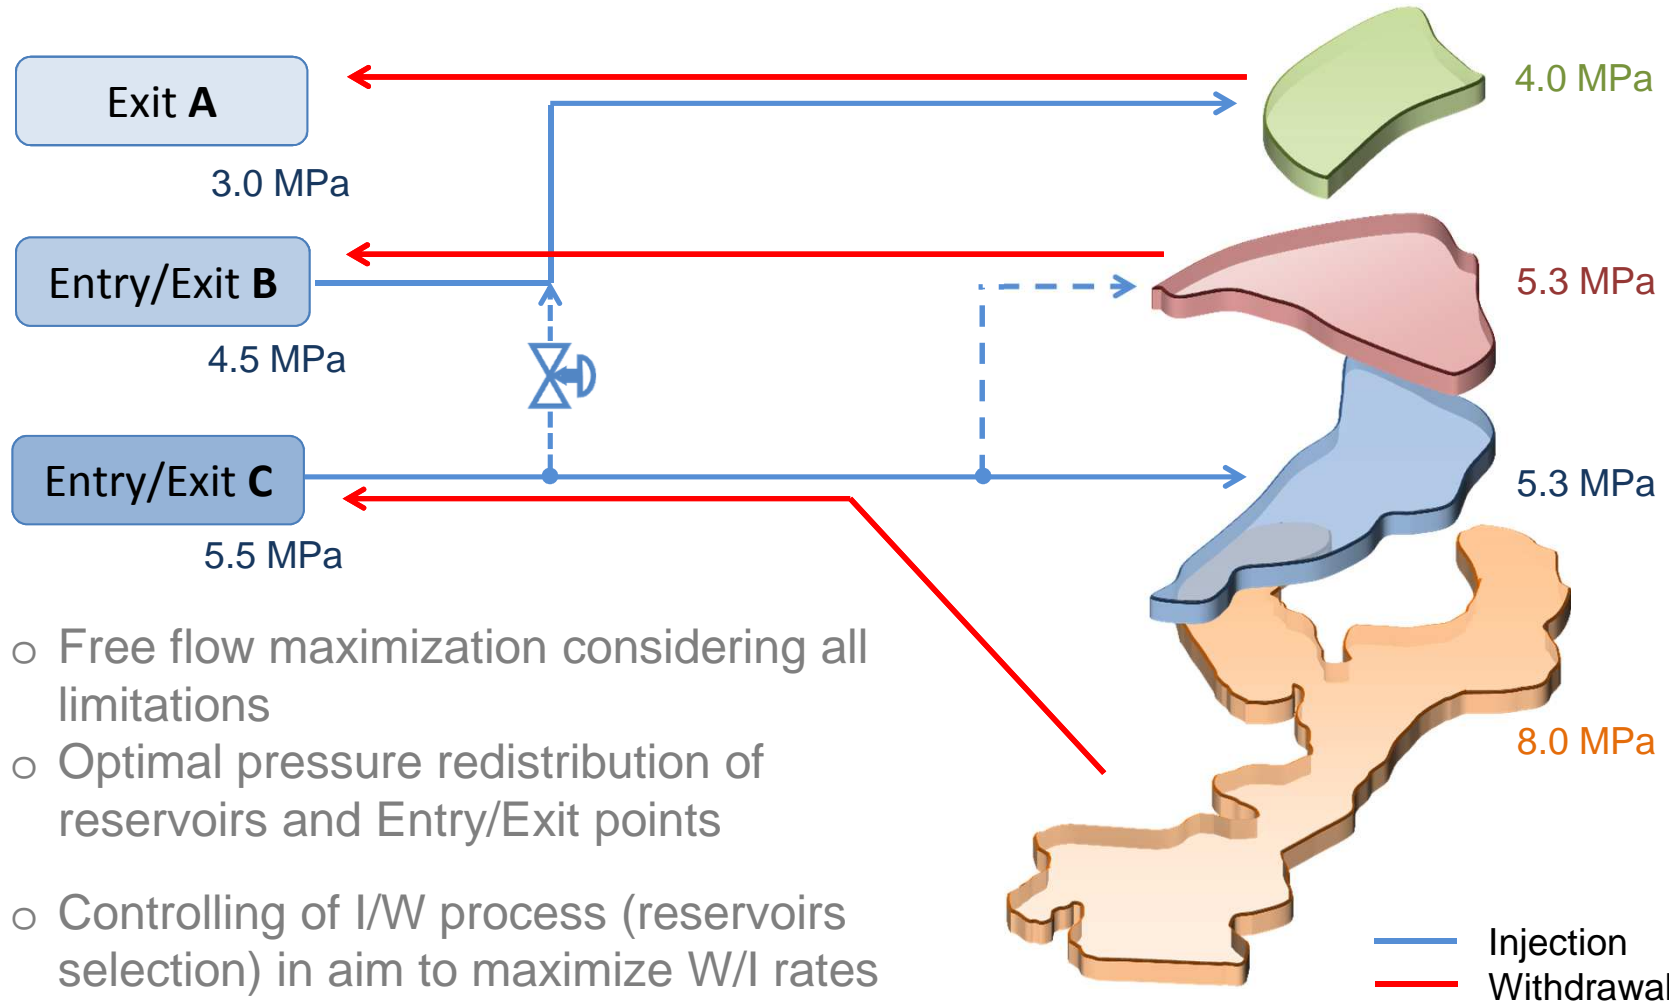 Exit A
3.0 MPa
4.0 MPa
Entry/Exit B
4.5 MPa
5.3 MPa
Entry/Exit C
5.5 MPa
5.3 MPa
8.0 MPa
o Free flow maximization considering all
limitations
o Optimal pressure redistribution of
reservoirs and Entry/Exit points
o Controlling of I/W process (reservoirs
selection) in aim to maximize W/I rates
Injection
Withdrawal